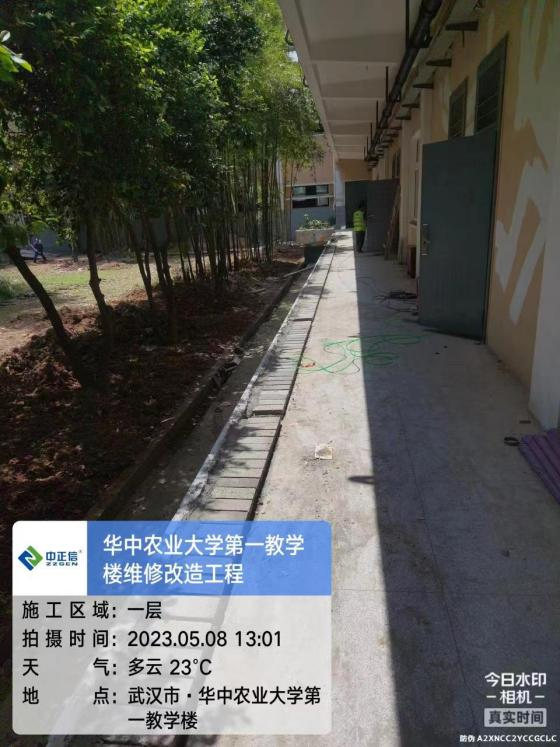 中正信
ZZGCN
华中农业大学第一教学
楼维修改造工程
施工区域：一层
拍摄时间：2023.05.08 13:01
天气：多云 23℃
地点：武汉市·华中农业大学第
一教学楼
今日水印
相机
真实时间
防伪 A2XNCC2YCCGCLC